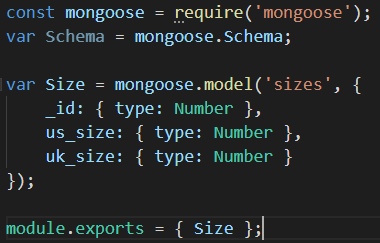 const mongoose = require('mongoose');
var Schema = mongoose.Schema;
var Size = mongoose.model('sizes', {
_id: { type: Number },
us_size: { type: Number },
uk_size: { type: Number }
});
module.exports = { Size };